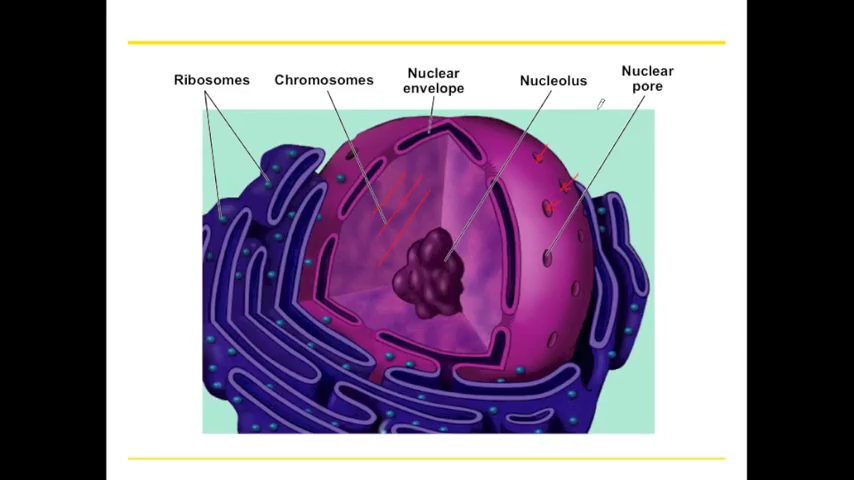 Ribosomes
Chromosomes
Nuclear
envelope
Nucleolus
Nuclear
pore